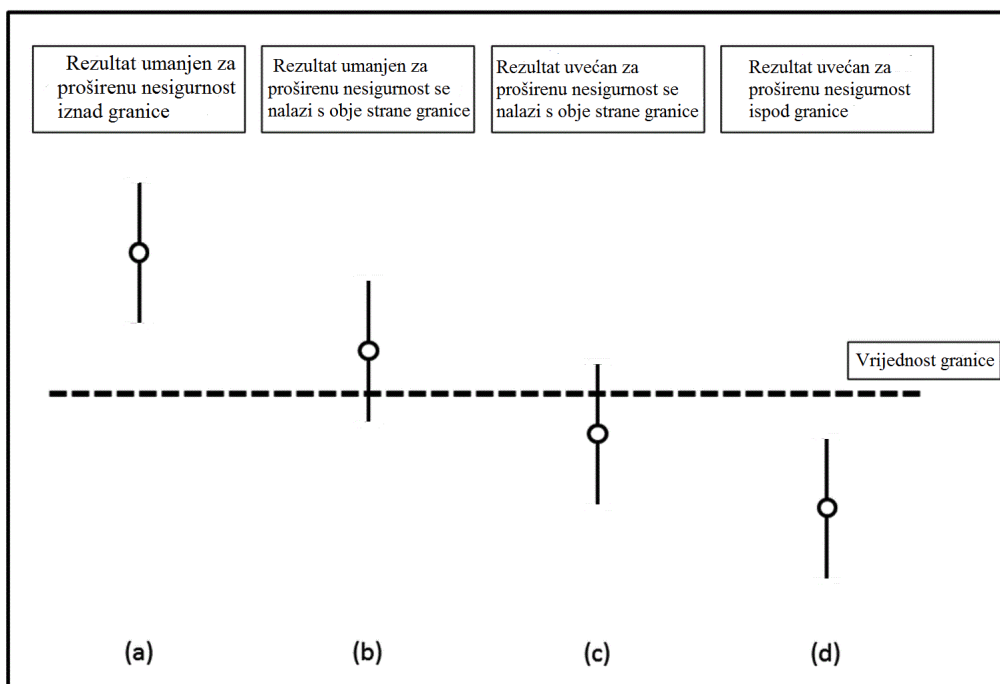 Rezultat umanjen za
proširenu nesigurnost
iznad granice
Rezultat umanjen za
proširenu nesigurnost se
nalazi s obje strane granice
Rezultat uvećan za
proširenu nesigurnost se
nalazi s obje strane granice
Rezultat uvećan za
proširenu nesigurnost
ispod granice
Vrijednost granice
(a)
(b)
(c)
(d)